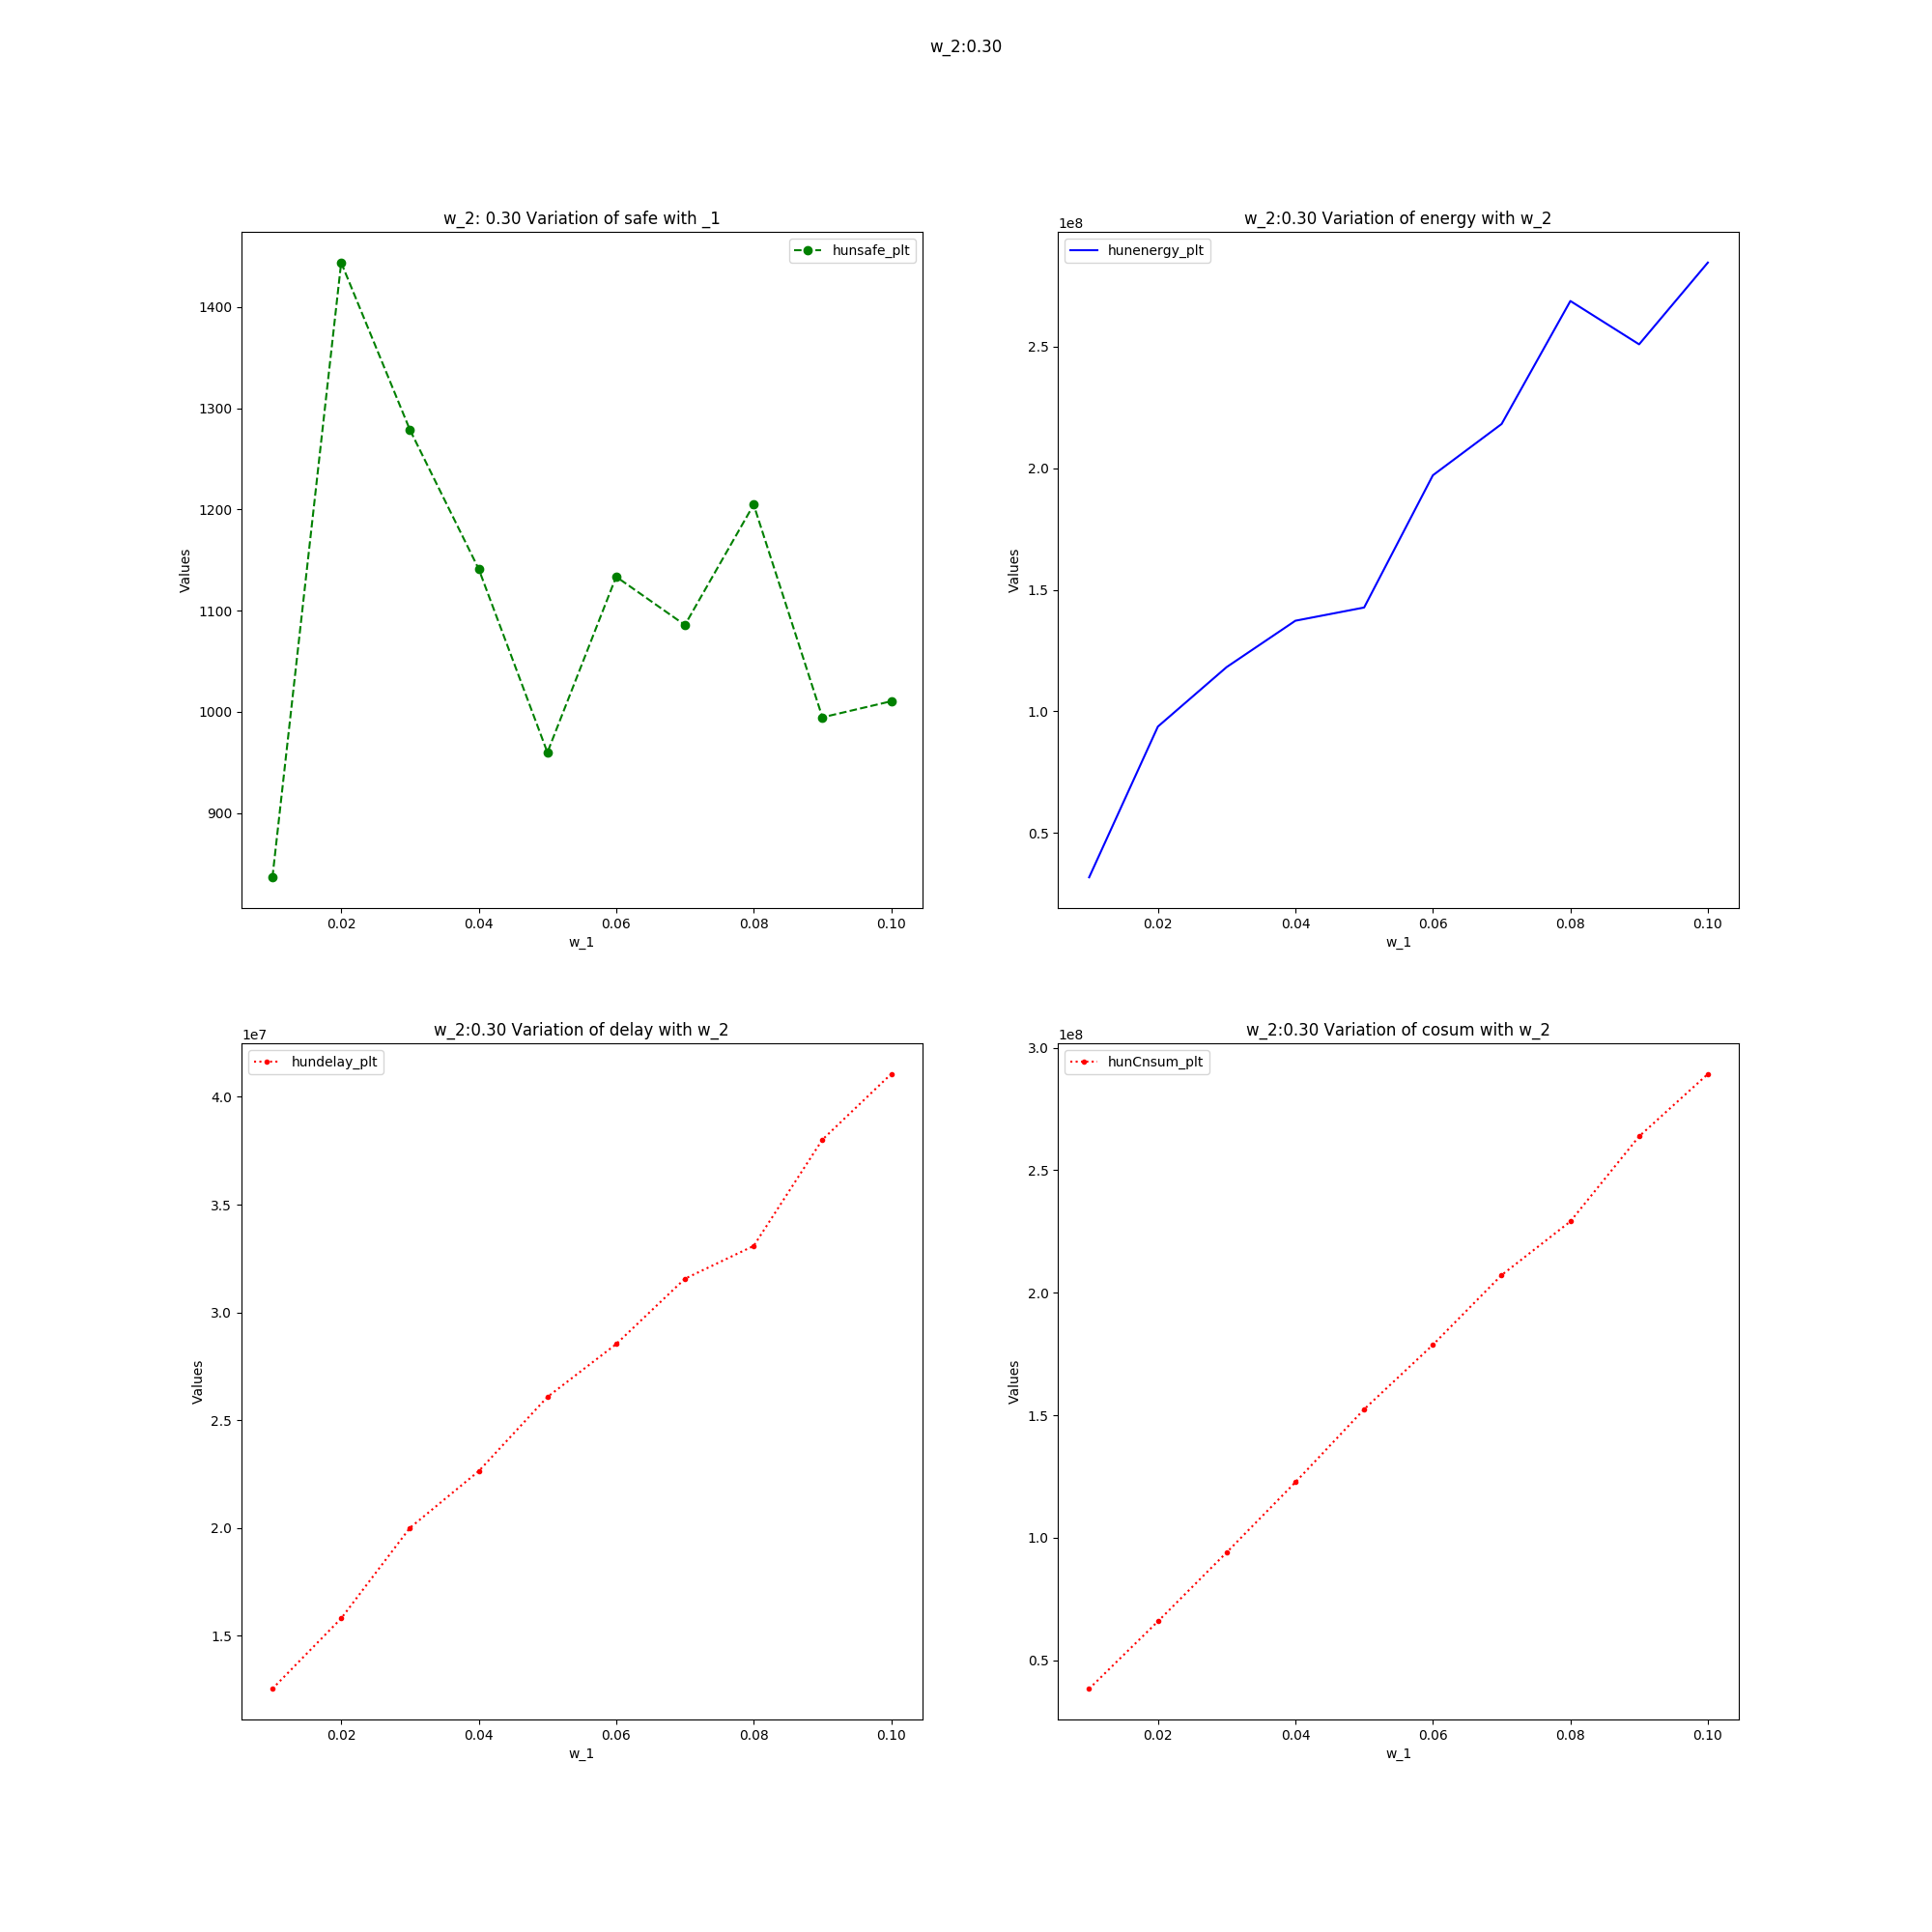 w_2:0.30
w_2: 0.30 Variation of safe with _1
hunsafe_plt
1400
1300
1200
1100
1000
900
Values
0.02 0.04 0.06 0.08 0.10
w_1
w_2:0.30 Variation of energy with w_2
1e8
hunenergy_plt
2.5
2.0
1.5
1.0
0.5
Values
0.02 0.04 0.06 0.08 0.10
w_1
w_2:0.30 Variation of delay with w_2
1e7
hundelay_plt
4.0
3.5
3.0
2.5
2.0
1.5
Values
0.02 0.04 0.06 0.08 0.10
w_1
w_2:0.30 Variation of cosum with w_2
1e8
hunCnsum_plt
3.0
2.5
2.0
1.5
1.0
0.5
Values
0.02 0.04 0.06 0.08 0.10
w_1